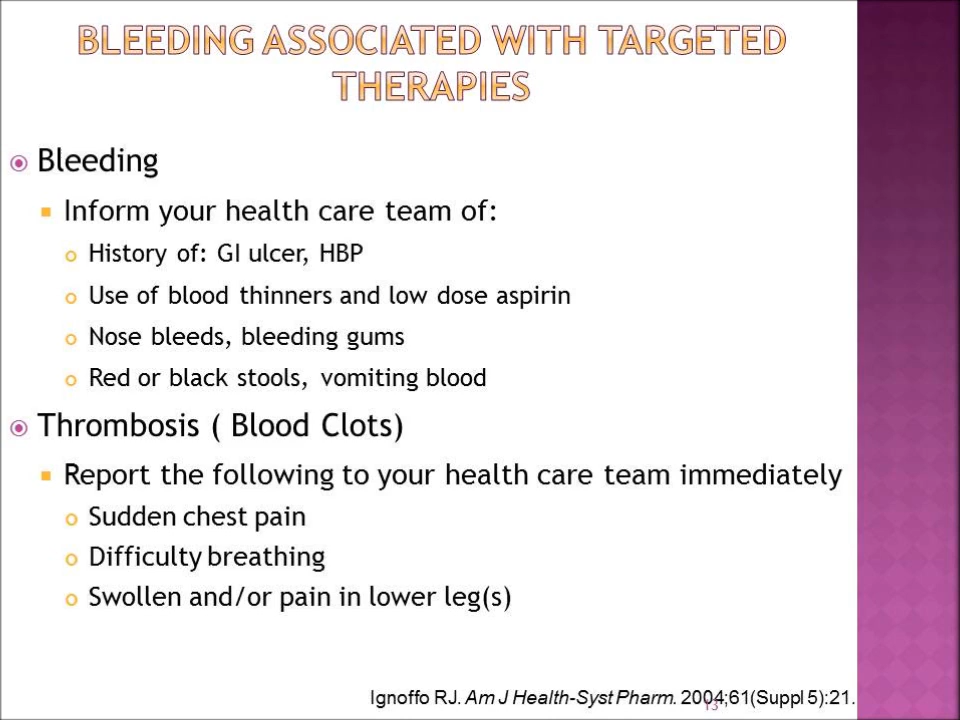 BLEEDING ASSOCIATED WITH TARGETED
THERAPIES
Bleeding
Inform your health care team of:
History of: GI ulcer, HBP
Use of blood thinners and low dose aspirin
Nose bleeds, bleeding gums
Red or black stools, vomiting blood
Thrombosis ( Blood Clots)
Report the following to your health care team immediately
Sudden chest pain
Difficulty breathing
Swollen and/or pain in lower leg(s)
Ignoffo RJ. Am J Health-Syst Pharm. 2004;61(Suppl 5):21.
13